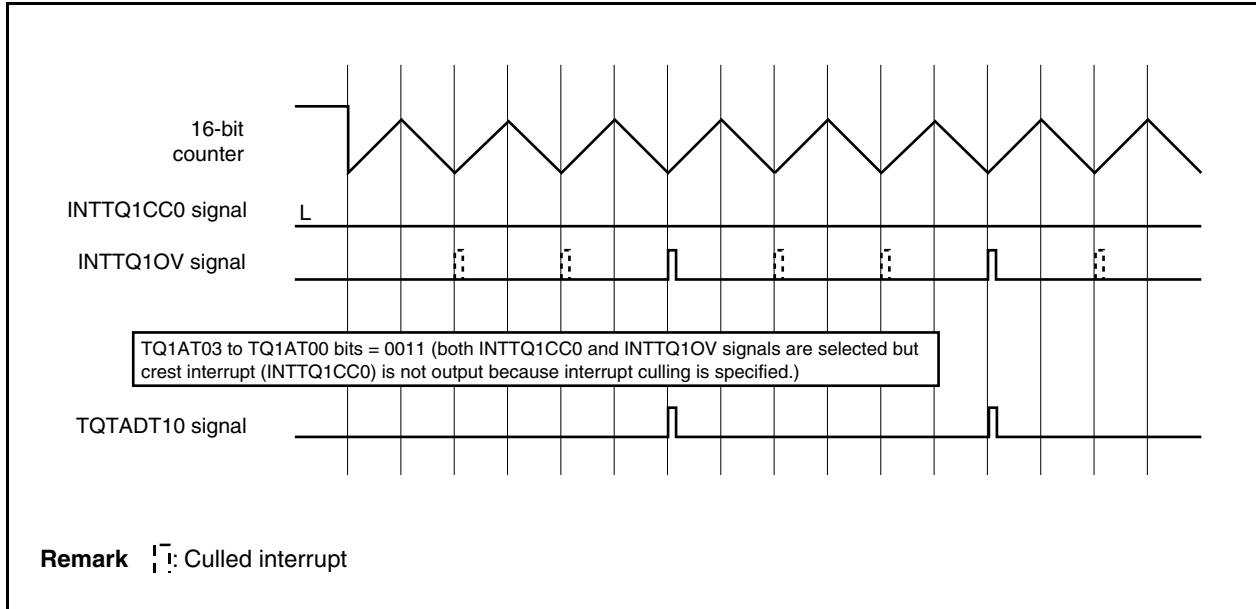 16-bit
counter
INTTQ1CC0 signal
L
INTTQ1OV signal
TQ1AT03 to TQ1AT00 bits = 0011 (both INTTQ1CC0 and INTTQ1OV signals are selected but
crest interrupt (INTTQ1CC0) is not output because interrupt culling is specified.)
TQTADT10 signal
Remark : Culled interrupt